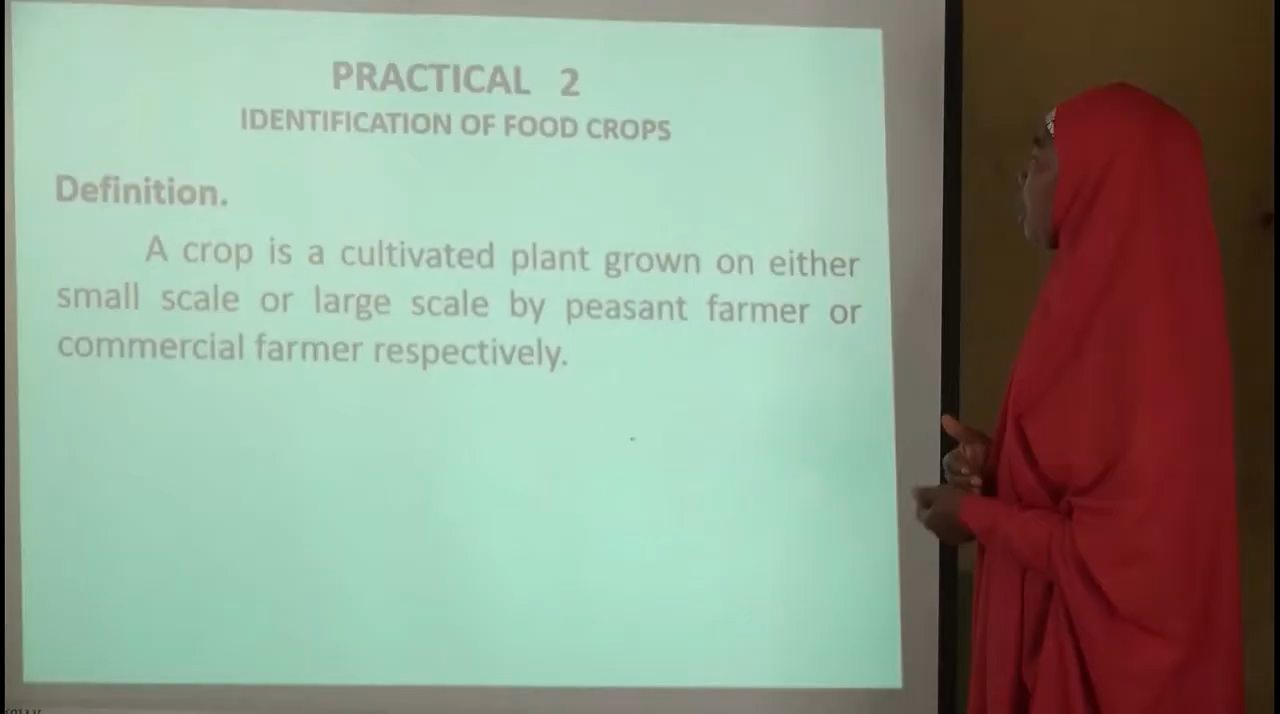 PRACTICAL 2
IDENTIFICATION OF FOOD CROPS
Definition.
A crop is a cultivated plant grown on either
small scale or large scale by peasant farmer or
commercial farmer respectively.